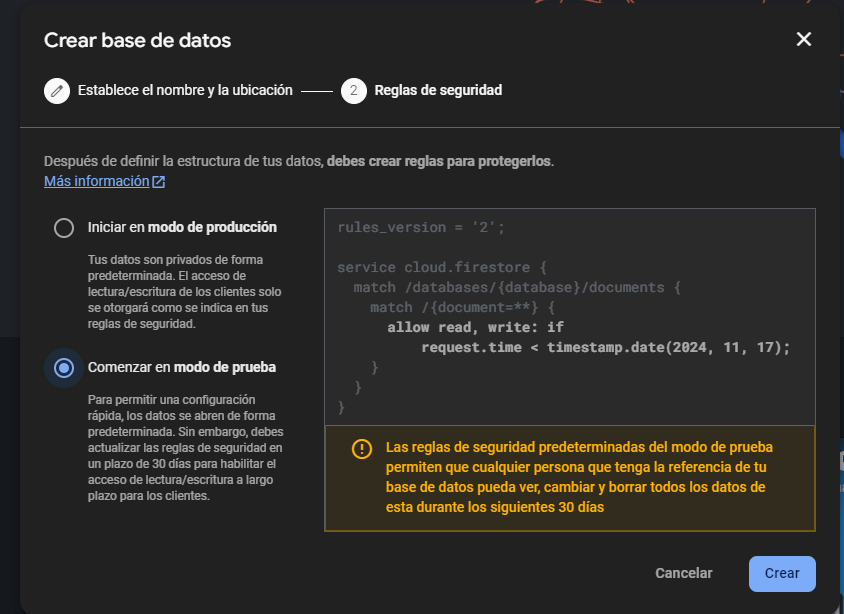 Crear base de datos
Establece el nombre y la ubicación
2
Reglas de seguridad
Después de definir la estructura de tus datos, debes crear reglas para protegerlos.
Más información
Iniciar en modo de producción
Tus datos son privados de forma
predeterminada. El acceso de
lectura/escritura de los clientes solo
se otorgará como se indica en tus
reglas de seguridad.
Comenzar en modo de prueba
Para permitir una configuración
rápida, los datos se abren de forma
predeterminada. Sin embargo, debes
actualizar las reglas de seguridad en
un plazo de 30 días para habilitar el
acceso de lectura/escritura a largo
plazo para los clientes.
rules_version = '2';
service cloud.firestore {
match /databases/{database}/documents {
match /{document=**} {
allow read, write: if
request.time < timestamp.date(2024, 11, 17);
}
}
}
Las reglas de seguridad predeterminadas del modo de prueba
permiten que cualquier persona que tenga la referencia de tu
base de datos pueda ver, cambiar y borrar todos los datos de
esta durante los siguientes 30 días
Cancelar
Crear